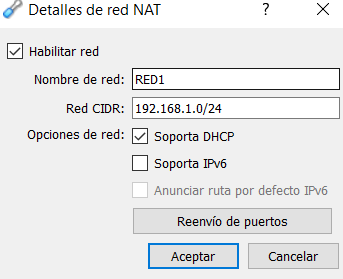 Detalles de red NAT ? ×
Habilitar red
Nombre de red: RED1
Red CIDR: 192.168.1.0/24
Opciones de red: Soporta DHCP
Soporta IPv6
Anunciar ruta por defecto IPv6
Reenvío de puertos
Aceptar Cancelar